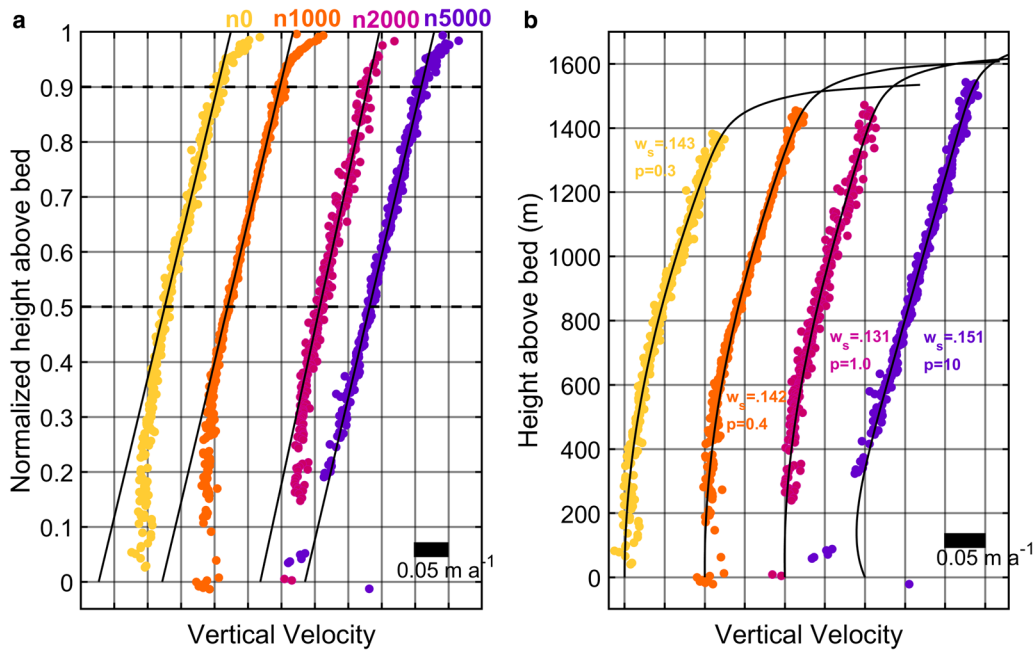 a
n0 n1000 n2000 n5000
1
0.9
0.8
0.7
0.6
0.5
0.4
0.3
0.2
0.1
0
Normalized height above bed
0.05 m a-1
Vertical Velocity
b
1600
1400
1200
1000
800
600
400
200
0
Height above bed (m)
ws=.143
p=0.3
ws=.142
p=0.4
ws=.131
p=1.0
ws=.151
p=10
0.05 m a-1
Vertical Velocity